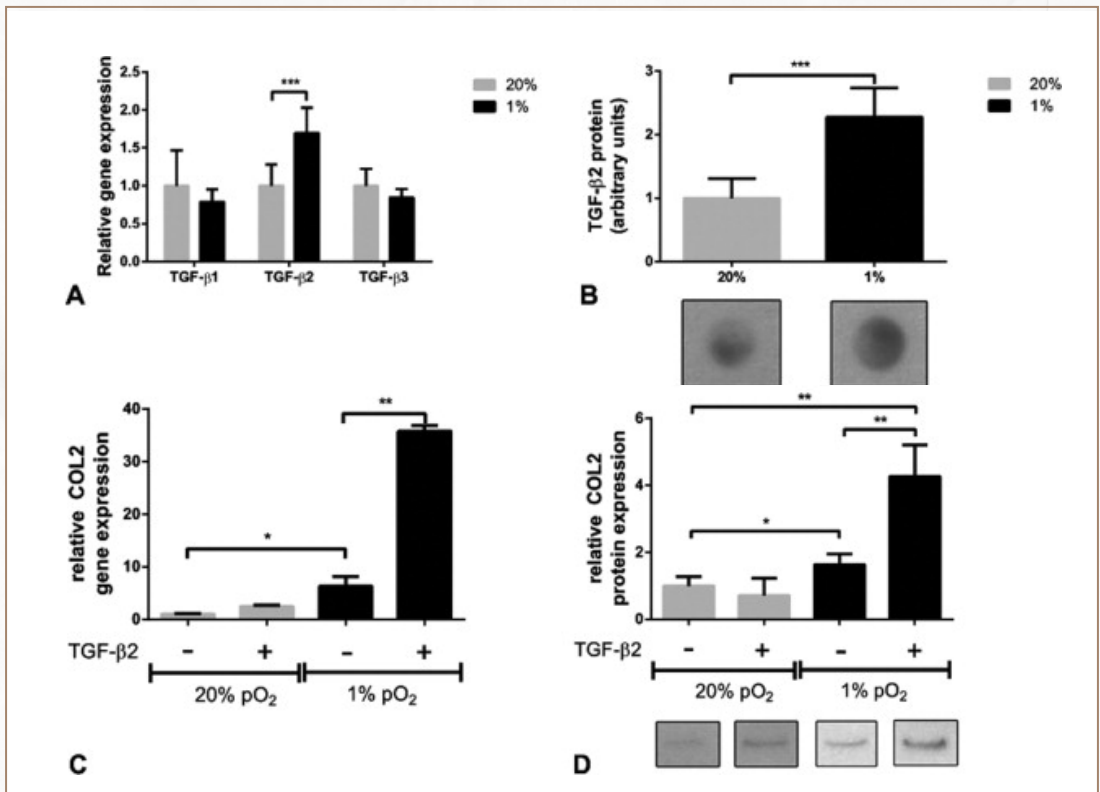 Relative gene expression
2.5
2.0
1.5
1.0
0.5
0.0
***
TGF-β1
TGF-β2
TGF-β3
20%
1%
A
TGF-β2 protein
(arbitrary units)
3
2
1
0
***
20%
1%
20%
1%
B
relative COL2
gene expression
40
30
20
10
0
*
**
TGF-β2
- + - +
20% pO₂
1% pO₂
C
relative COL2
protein expression
6
4
2
0
**
**
*
TGF-β2
- + - +
20% pO₂
1% pO₂
D